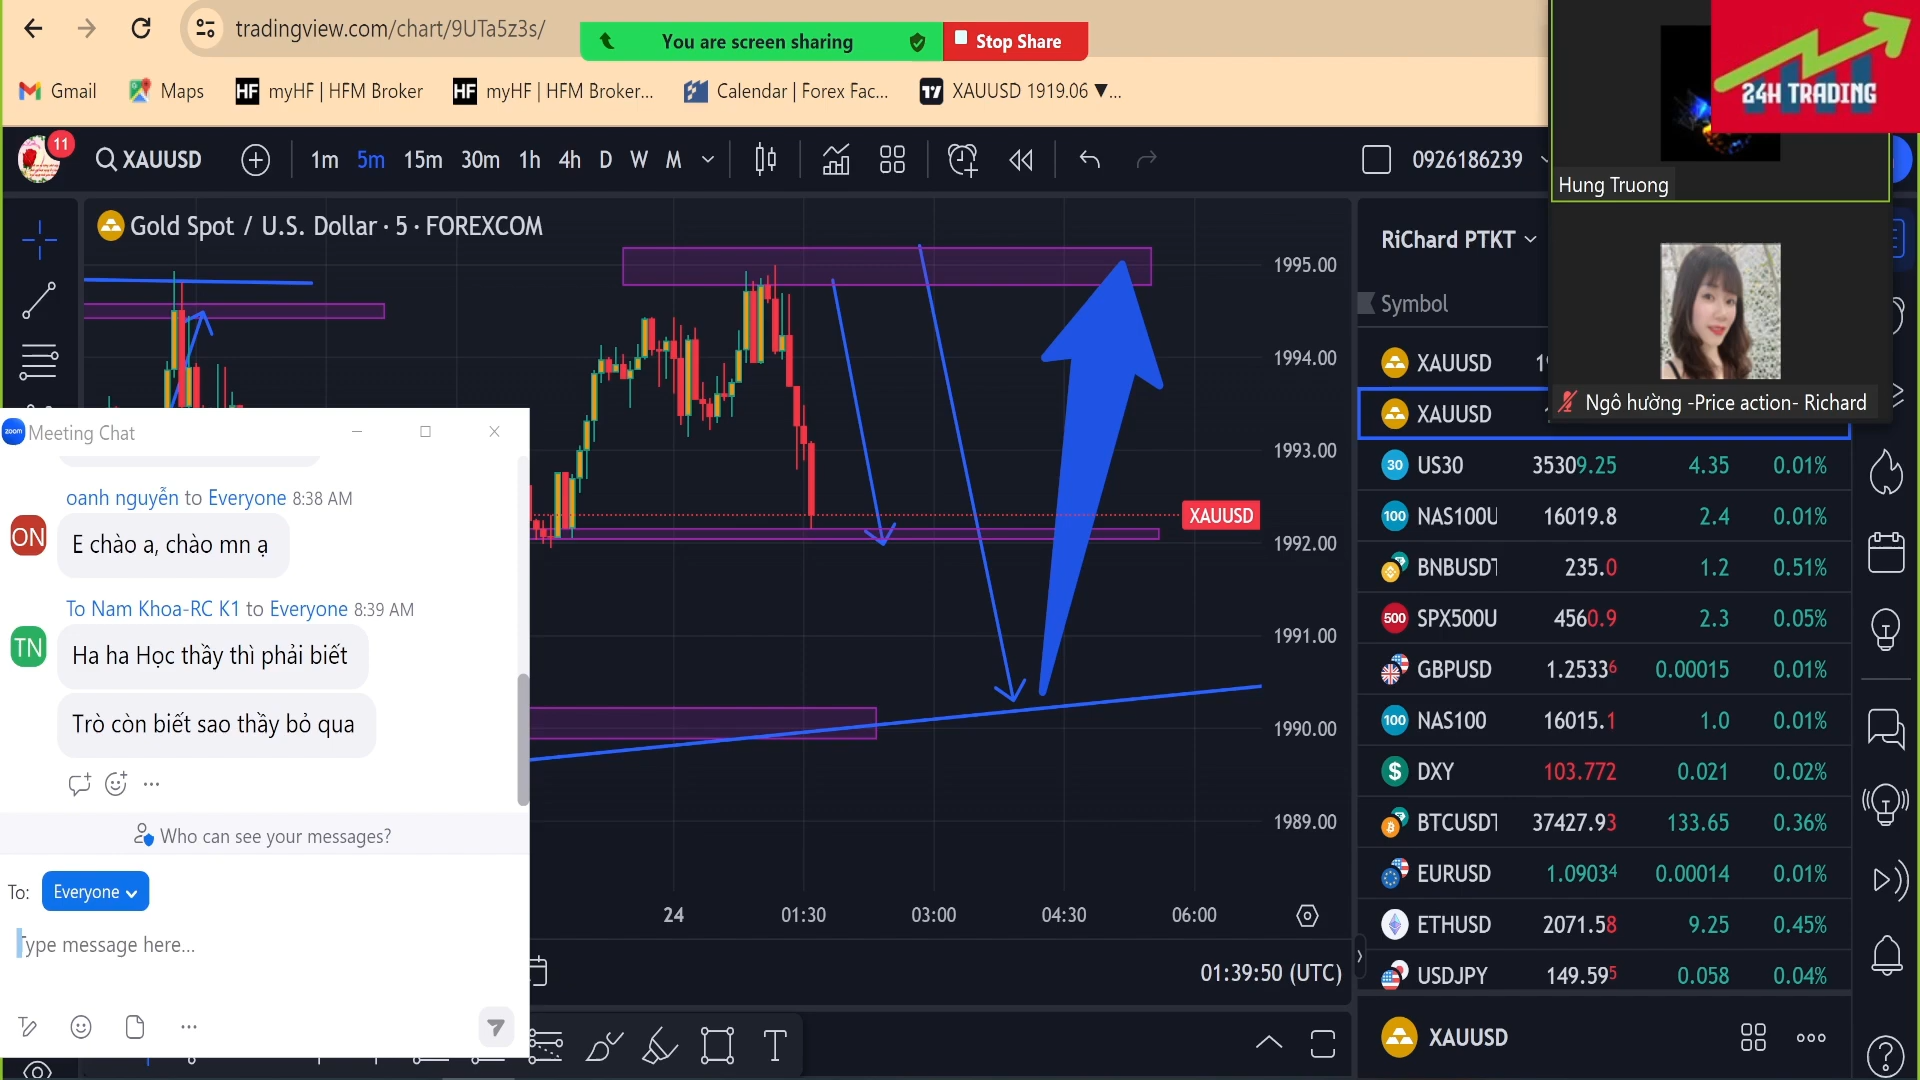 tradingview.com/chart/9UTa5z3s/
You are screen sharing
Stop Share
24H TRADING
Gmail
Maps
HF myHF | HFM Broker
HF myHF | HFM Broker...
Calendar | Forex Fac...
XAUUSD 1919.06 ▼...
11
XAUUSD
1m 5m 15m 30m 1h 4h D W M
0926186239
Hung Truong
Gold Spot / U.S. Dollar · 5 · FOREXCOM
RiChard PTKT
Symbol
Ngô hường -Price action- Richard
1995.00
1994.00
1993.00
XAUUSD
1992.00
1991.00
1990.00
1989.00
24 01:30 03:00 04:30 06:00
01:39:50 (UTC)
zoom Meeting Chat
oanh nguyễn to Everyone 8:38 AM
ON
E chào a, chào mn ạ
To Nam Khoa-RC K1 to Everyone 8:39 AM
TN
Ha ha Học thầy thì phải biết
Trò còn biết sao thầy bỏ qua
Who can see your messages?
To: Everyone
Type message here...
XAUUSD
XAUUSD
30 US30 35309.25 4.35 0.01%
100 NAS100U 16019.8 2.4 0.01%
BNBUSDT 235.0 1.2 0.51%
500 SPX500U 4560.9 2.3 0.05%
GBPUSD 1.25336 0.00015 0.01%
100 NAS100 16015.1 1.0 0.01%
DXY 103.772 0.021 0.02%
BTCUSDT 37427.93 133.65 0.36%
EURUSD 1.09034 0.00014 0.01%
ETHUSD 2071.58 9.25 0.45%
USDJPY 149.595 0.058 0.04%
XAUUSD